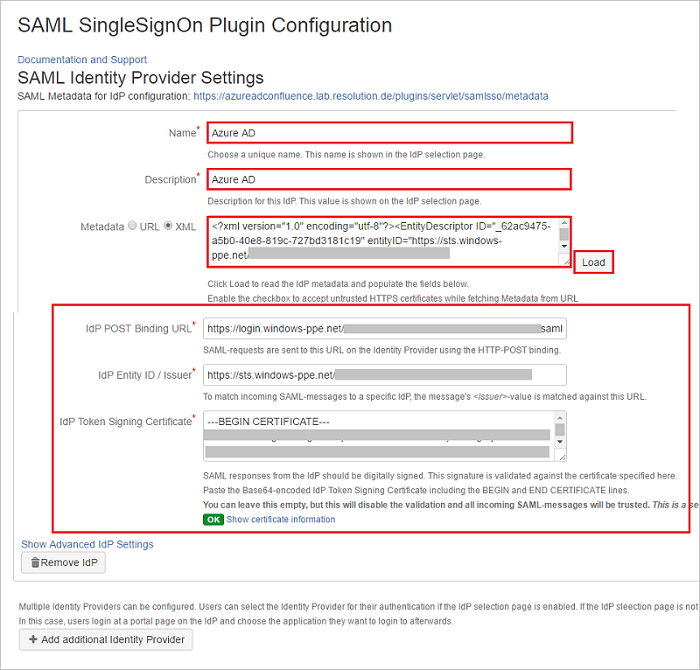 SAML SingleSignOn Plugin Configuration
Documentation and Support
SAML Identity Provider Settings
SAML Metadata for IdP configuration: https://azureadconfluence.lab.resolution.de/plugins/servlet/samlsso/metadata
Name* Azure AD
Choose a unique name. This name is shown in the IdP selection page.
Description* Azure AD
Description for this IdP. This value is shown on the IdP selection page.
Metadata URL XML <?xml version="1.0" encoding="utf-8"?><EntityDescriptor ID="_62ac9475-
a5b0-40e8-819c-727bd3181c19" entityID="https://sts.windows-
ppe.net/
Load
Click Load to read the IdP metadata and populate the fields below.
Enable the checkbox to accept untrusted HTTPS certificates while fetching Metadata from URL
IdP POST Binding URL* https://login.windows-ppe.net/ saml
SAML-requests are sent to this URL on the Identity Provider using the HTTP-POST binding.
IdP Entity ID / Issuer* https://sts.windows-ppe.net/
To match incoming SAML-messages to a specific IdP, the message's <Issuer>-value is matched against this URL.
IdP Token Signing Certificate* ---BEGIN CERTIFICATE---
SAML responses from the IdP should be digitally signed. This signature is validated against the certificate specified here.
Paste the Base64-encoded IdP Token Signing Certificate including the BEGIN and END CERTIFICATE lines.
You can leave this empty, but this will disable the validation and all incoming SAML-messages will be trusted. This is a se
OK Show certificate information
Show Advanced IdP Settings
Remove IdP
Multiple Identity Providers can be configured. Users can select the Identity Provider for their authentication if the IdP selection page is enabled. If the IdP sleection page is not
In this case, users login at a portal page on the IdP and choose the application they want to login to afterwards.
+ Add additional Identity Provider